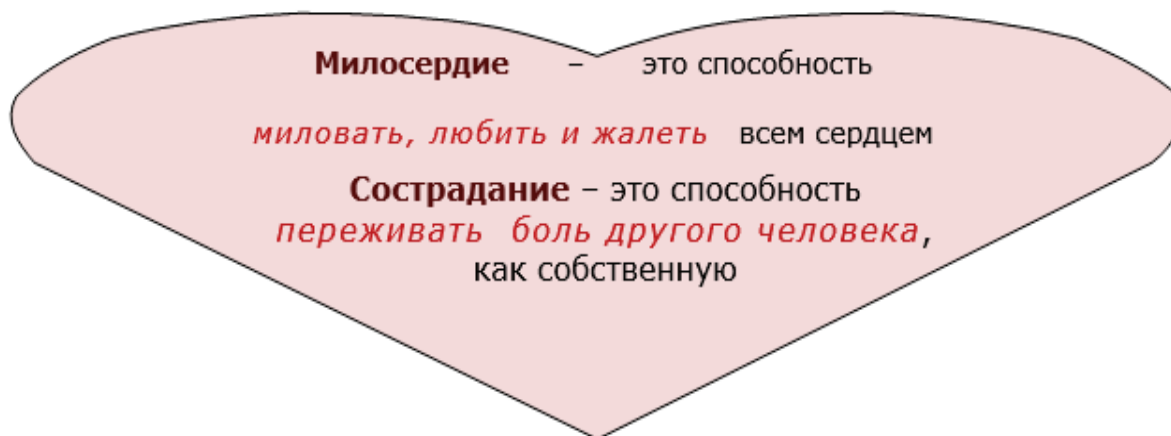 Милосердие – это способность
миловать, любить и жалеть всем сердцем
Сострадание – это способность
переживать боль другого человека,
как собственную